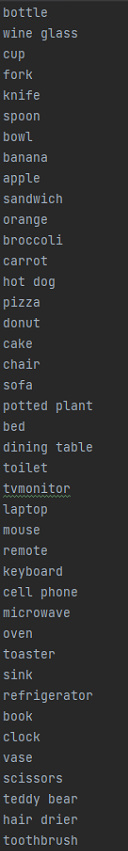 bottle
wine glass
cup
fork
knife
spoon
bowl
banana
apple
sandwich
orange
broccoli
carrot
hot dog
pizza
donut
cake
chair
sofa
potted plant
bed
dining table
toilet
tvmonitor
laptop
mouse
remote
keyboard
cell phone
microwave
oven
toaster
sink
refrigerator
book
clock
vase
scissors
teddy bear
hair drier
toothbrush